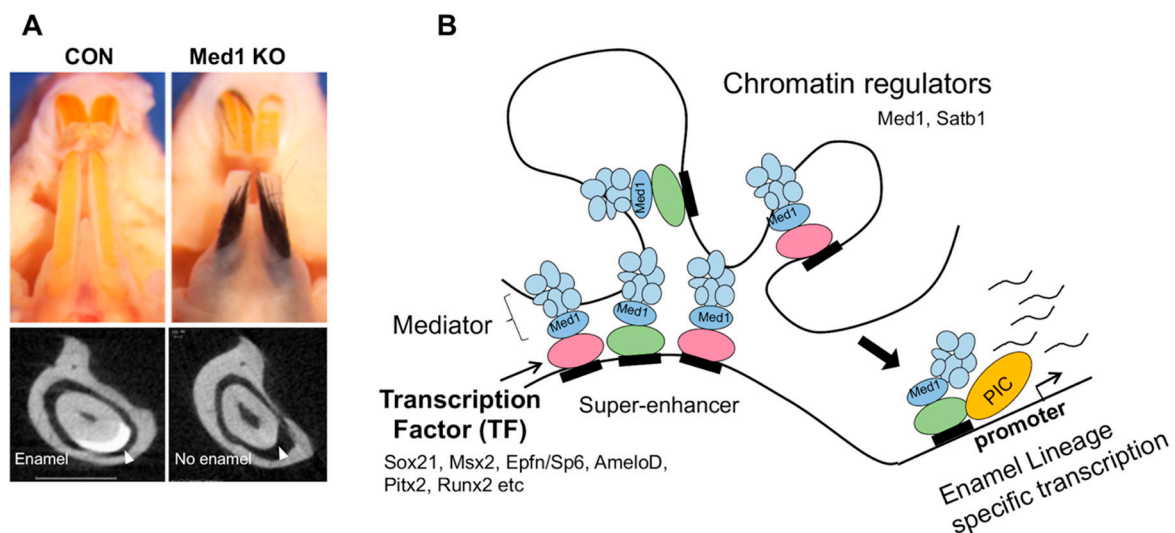 A
CON
Med1 KO
Enamel
No enamel
B
Chromatin regulators
Med1, Satb1
Med1
Med1
Mediator
Med1
Med1
Med1
Transcription
Factor (TF)
Sox21, Msx2, Epfn/Sp6, AmeloD,
Pitx2, Runx2 etc
Super-enhancer
Med1
PIC
promoter
Enamel Lineage
specific transcription